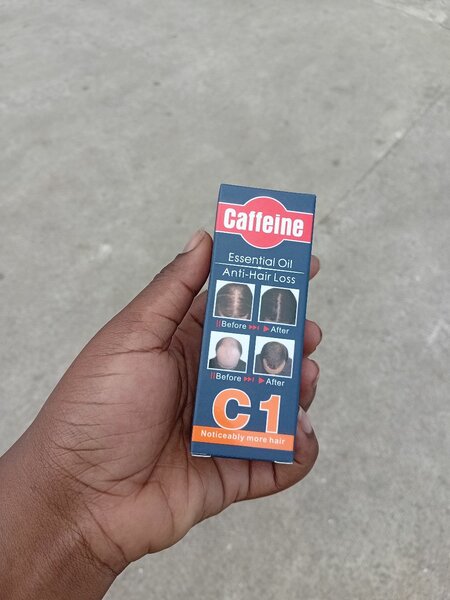 Caffeine
Essential Oil
Anti-Hair Loss
Before After
Before After
C1
Noticeably more hair